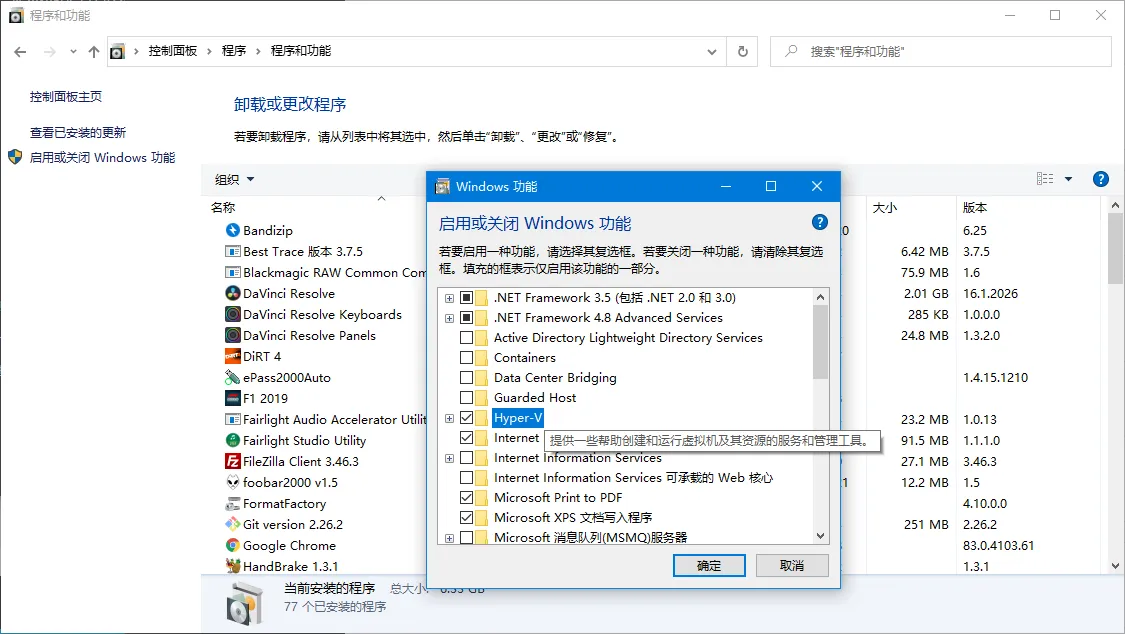 程序和功能
控制面板 程序 程序和功能
搜索"程序和功能"
控制面板主页
查看已安装的更新
启用或关闭 Windows 功能
卸载或更改程序
若要卸载程序，请从列表中将其选中，然后单击“卸载”、“更改”或“修复”。
组织
名称 大小 版本
Bandizip 0 6.25
Best Trace 版本 3.7.5 6.42 MB 3.7.5
Blackmagic RAW Common Com 75.9 MB 1.6
DaVinci Resolve 2.01 GB 16.1.2026
DaVinci Resolve Keyboards 285 KB 1.0.0.0
DaVinci Resolve Panels 24.8 MB 1.3.2.0
DiRT 4
ePass2000Auto 1.4.15.1210
F1 2019
Fairlight Audio Accelerator Utilit 23.2 MB 1.0.13
Fairlight Studio Utility 91.5 MB 1.1.1.0
FileZilla Client 3.46.3 27.1 MB 3.46.3
foobar2000 v1.5 1 12.2 MB 1.5
FormatFactory 4.10.0.0
Git version 2.26.2 251 MB 2.26.2
Google Chrome 83.0.4103.61
HandBrake 1.3.1 1.3.1
当前安装的程序 总大小:
77 个已安装的程序
Windows 功能
启用或关闭 Windows 功能
若要启用一种功能，请选择其复选框。若要关闭一种功能，请清除其复选
框。填充的框表示仅启用该功能的一部分。
.NET Framework 3.5 (包括 .NET 2.0 和 3.0)
.NET Framework 4.8 Advanced Services
Active Directory Lightweight Directory Services
Containers
Data Center Bridging
Guarded Host
Hyper-V
Internet
提供一些帮助创建和运行虚拟机及其资源的服务和管理工具。
Internet Information Services
Internet Information Services 可承载的 Web 核心
Microsoft Print to PDF
Microsoft XPS 文档写入程序
Microsoft 消息队列(MSMQ)服务器
确定 取消